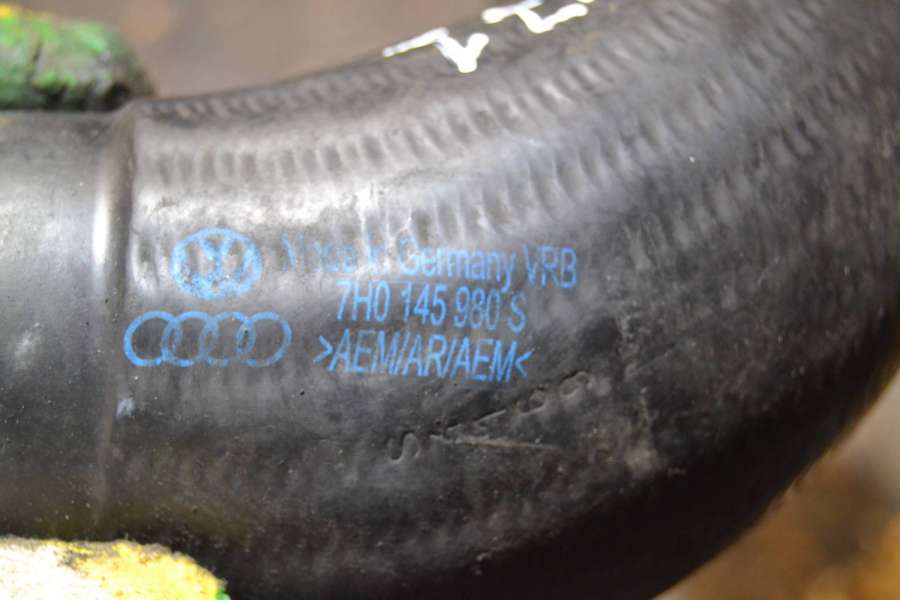 Made in Germany VRB
7H0 145 980 S
>AEM/AR/AEM<